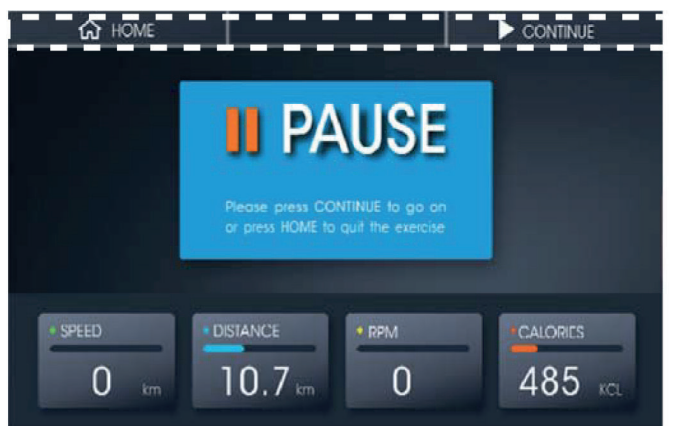 HOME
CONTINUE
PAUSE
Please press CONTINUE to go on
or press HOME to quit the exercise
SPEED
0 km
DISTANCE
10.7 km
RPM
0
CALORIES
485 KCL